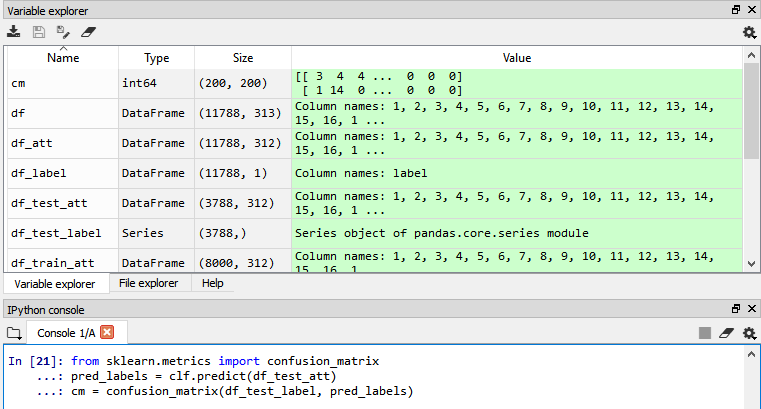 Variable explorer
Name Type Size Value
cm int64 (200, 200) [[ 3 4 4 ... 0 0 0]
[ 1 14 0 ... 0 0 0]
df DataFrame (11788, 313) Column names: 1, 2, 3, 4, 5, 6, 7, 8, 9, 10, 11, 12, 13, 14,
15, 16, 1 ...
df_att DataFrame (11788, 312) Column names: 1, 2, 3, 4, 5, 6, 7, 8, 9, 10, 11, 12, 13, 14,
15, 16, 1 ...
df_label DataFrame (11788, 1) Column names: label
df_test_att DataFrame (3788, 312) Column names: 1, 2, 3, 4, 5, 6, 7, 8, 9, 10, 11, 12, 13, 14,
15, 16, 1 ...
df_test_label Series (3788,) Series object of pandas.core.series module
df_train_att DataFrame (8000, 312) Column names: 1, 2, 3, 4, 5, 6, 7, 8, 9, 10, 11, 12, 13, 14,
15, 16, 1
Variable explorer File explorer Help
IPython console
Console 1/A
In [21]: from sklearn.metrics import confusion_matrix
...: pred_labels = clf.predict(df_test_att)
...: cm = confusion_matrix(df_test_label, pred_labels)